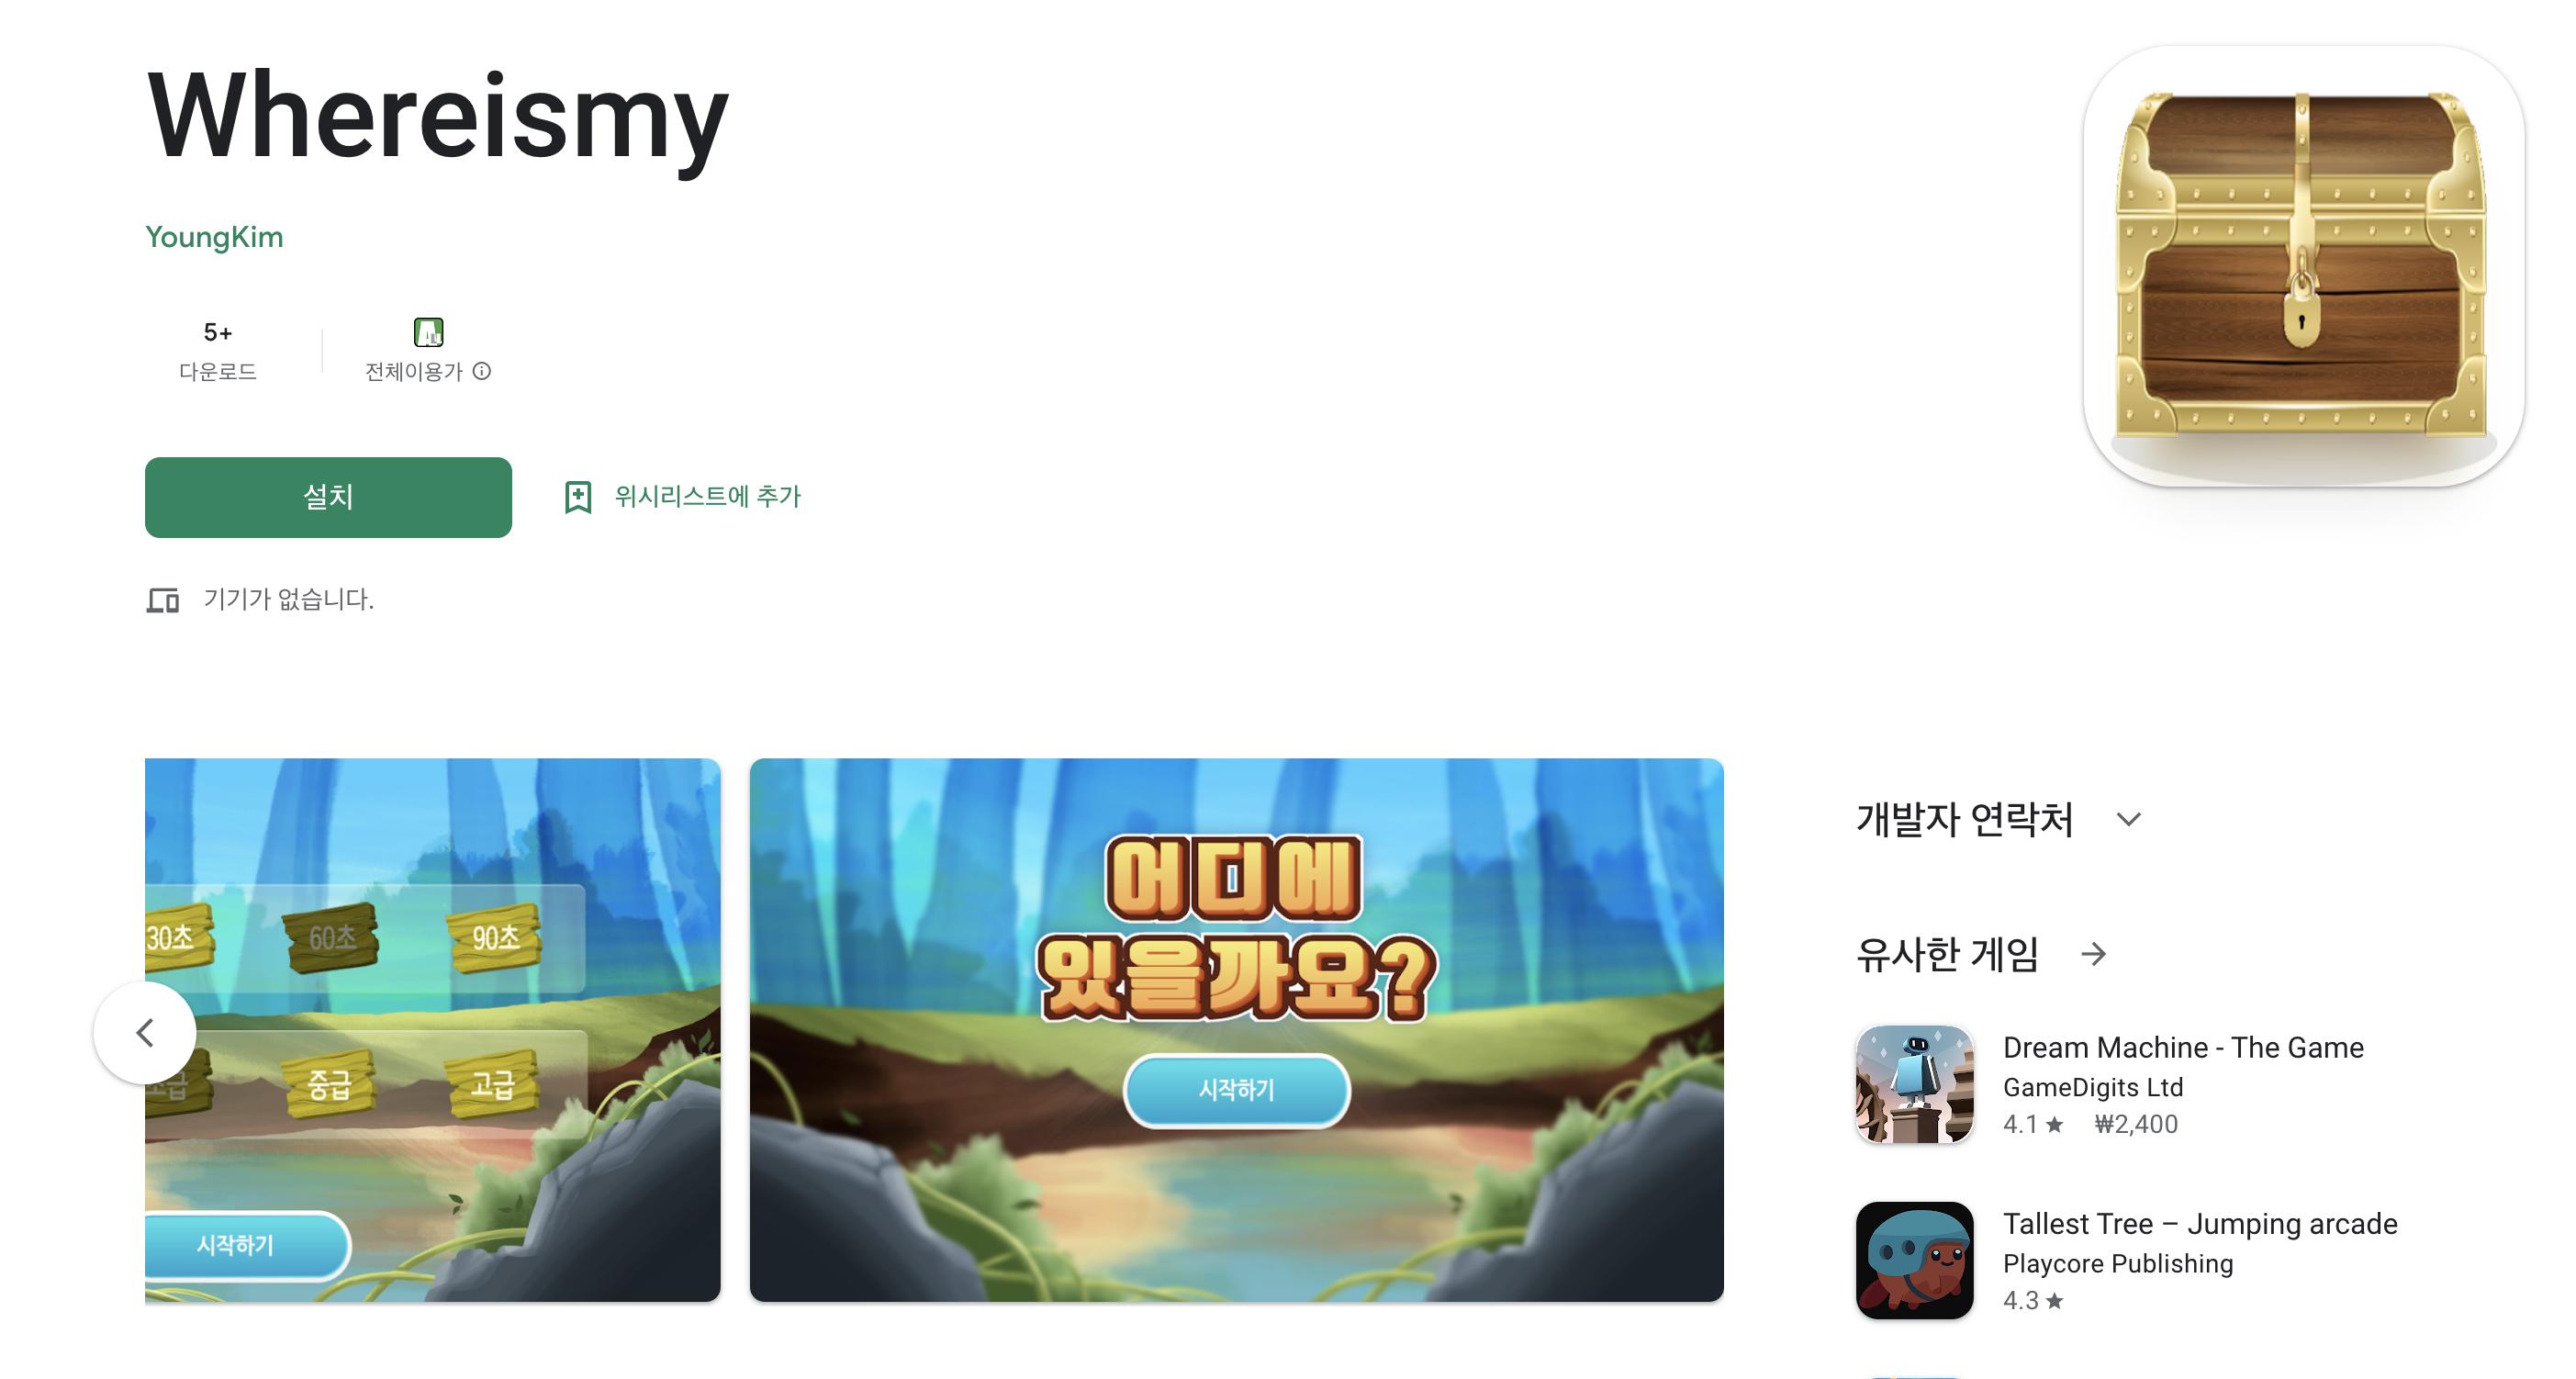 Whereismy
YoungKim
5+
다운로드
전체이용가
설치
위시리스트에 추가
기기가 없습니다.
30초
60초
90초
초급
중급
고급
시작하기
어디에
있을까요?
시작하기
개발자 연락처
유사한 게임
Dream Machine - The Game
GameDigits Ltd
4.1★ ₩2,400
Tallest Tree – Jumping arcade
Playcore Publishing
4.3★